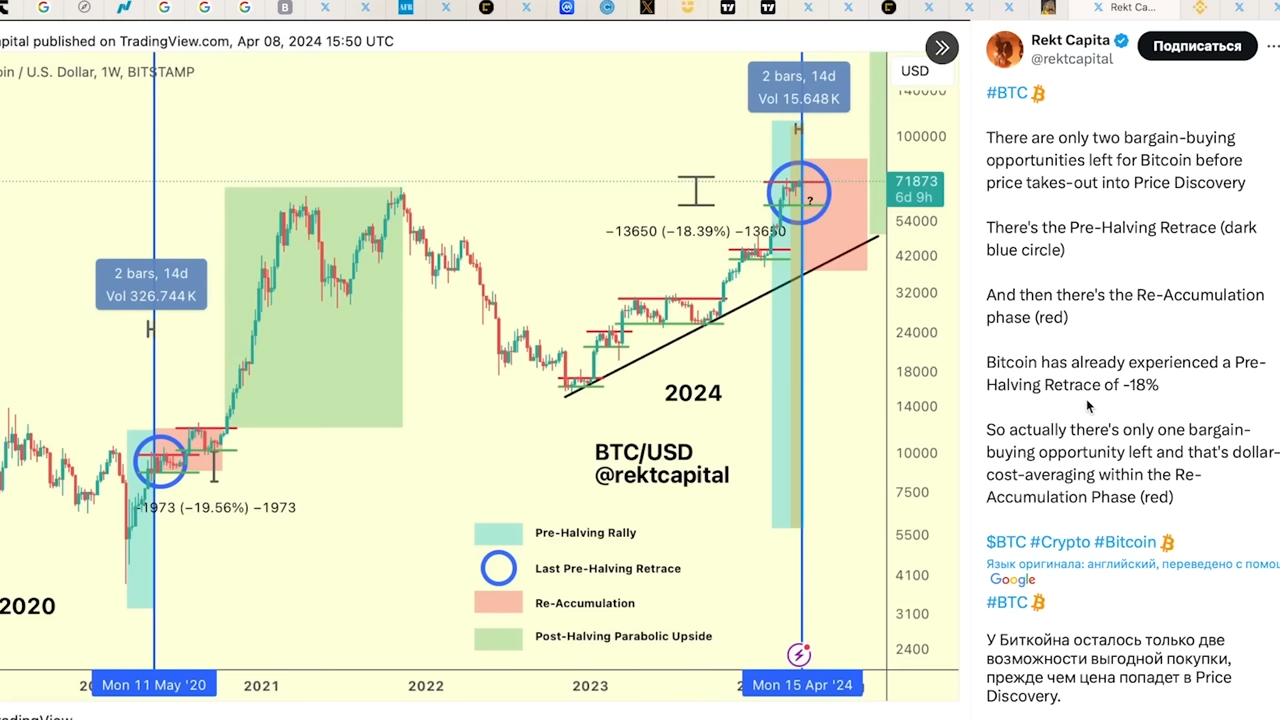 Rekt Ca...
apital published on TradingView.com, Apr 08, 2024 15:50 UTC
oin / U.S. Dollar, 1W, BITSTAMP
USD
140000
100000
71873
6d 9h
54000
42000
32000
24000
18000
14000
10000
7500
5500
4100
3100
2400
2 bars, 14d
Vol 15.648K
H
−13650 (−18.39%) −13650
?
2 bars, 14d
Vol 326.744K
H
−1973 (−19.56%) −1973
2024
BTC/USD
@rektcapital
Pre-Halving Rally
Last Pre-Halving Retrace
Re-Accumulation
Post-Halving Parabolic Upside
2020
Mon 11 May '20
2021
2022
2023
Mon 15 Apr '24
Rekt Capita
@rektcapital
Подписаться
#BTC
There are only two bargain-buying
opportunities left for Bitcoin before
price takes-out into Price Discovery
There's the Pre-Halving Retrace (dark
blue circle)
And then there's the Re-Accumulation
phase (red)
Bitcoin has already experienced a Pre-
Halving Retrace of -18%
So actually there's only one bargain-
buying opportunity left and that's dollar-
cost-averaging within the Re-
Accumulation Phase (red)
$BTC #Crypto #Bitcoin
Язык оригинала: английский, переведено с помощ
Google
#BTC
У Биткойна осталось только две
возможности выгодной покупки,
прежде чем цена попадет в Price
Discovery.